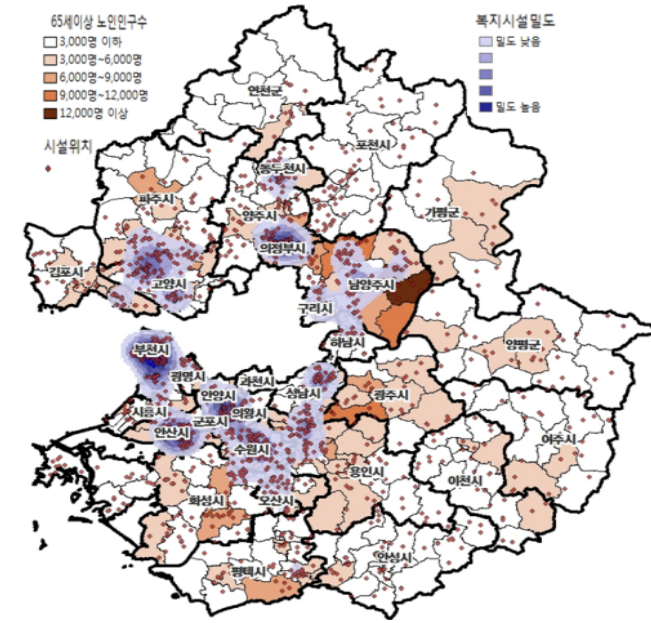 65세이상 노인인구수
3,000명 이하
3,000명~6,000명
6,000명~9,000명
9,000명~12,000명
12,000명 이상
시설위치
복지시설밀도
밀도 낮음
밀도 높음
연천군
포천시
동두천시
파주시
양주시
가평군
의정부시
김포시
고양시
남양주시
구리시
하남시
양평군
부천시
광명시
과천시
성남시
광주시
시흥시
안양시
의왕시
군포시
안산시
수원시
여주시
용인시
이천시
화성시
오산시
안성시
평택시